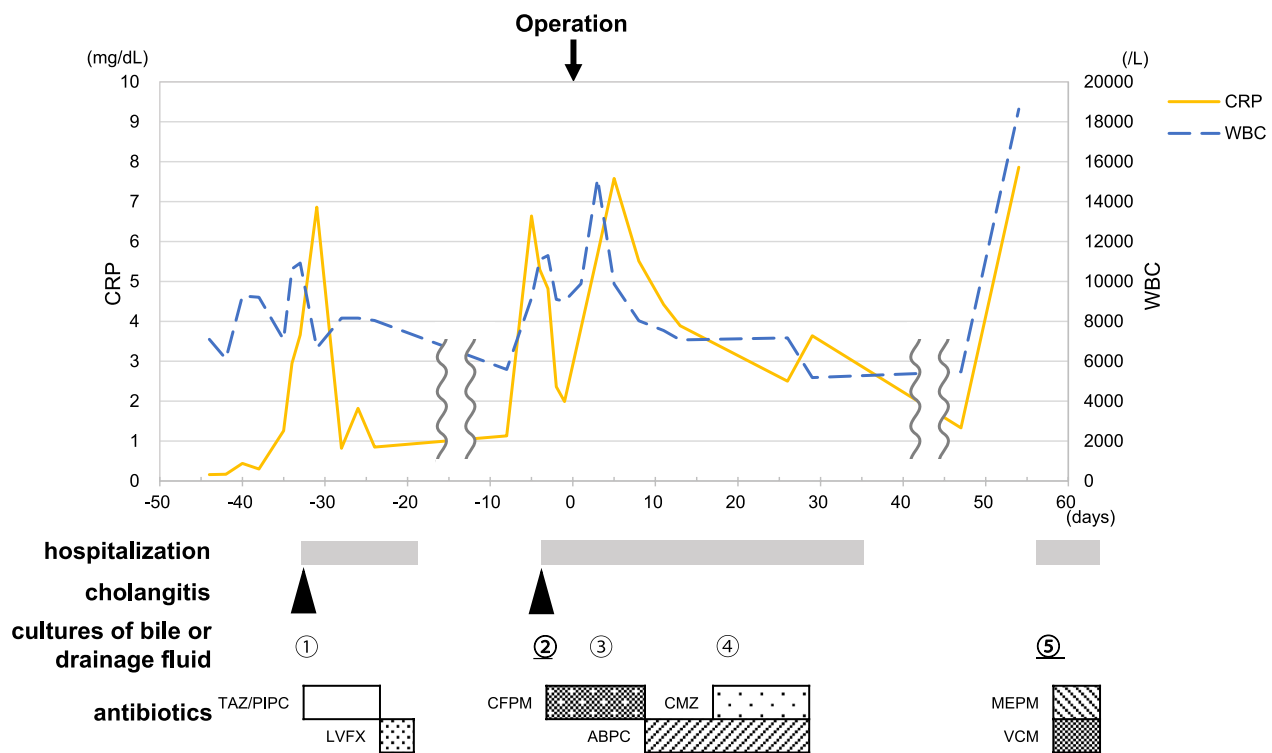 Operation
(mg/dL)
(/L)
10
9
8
7
6
5
4
3
2
1
0
CRP
20000
18000
16000
14000
12000
10000
8000
6000
4000
2000
0
WBC
CRP
WBC
-50 -40 -30 -20 -10 0 10 20 30 40 50 60
(days)
hospitalization
cholangitis
cultures of bile or
drainage fluid
① ② ③ ④ ⑤
antibiotics
TAZ/PIPC
LVFX
CFPM
ABPC
CMZ
MEPM
VCM